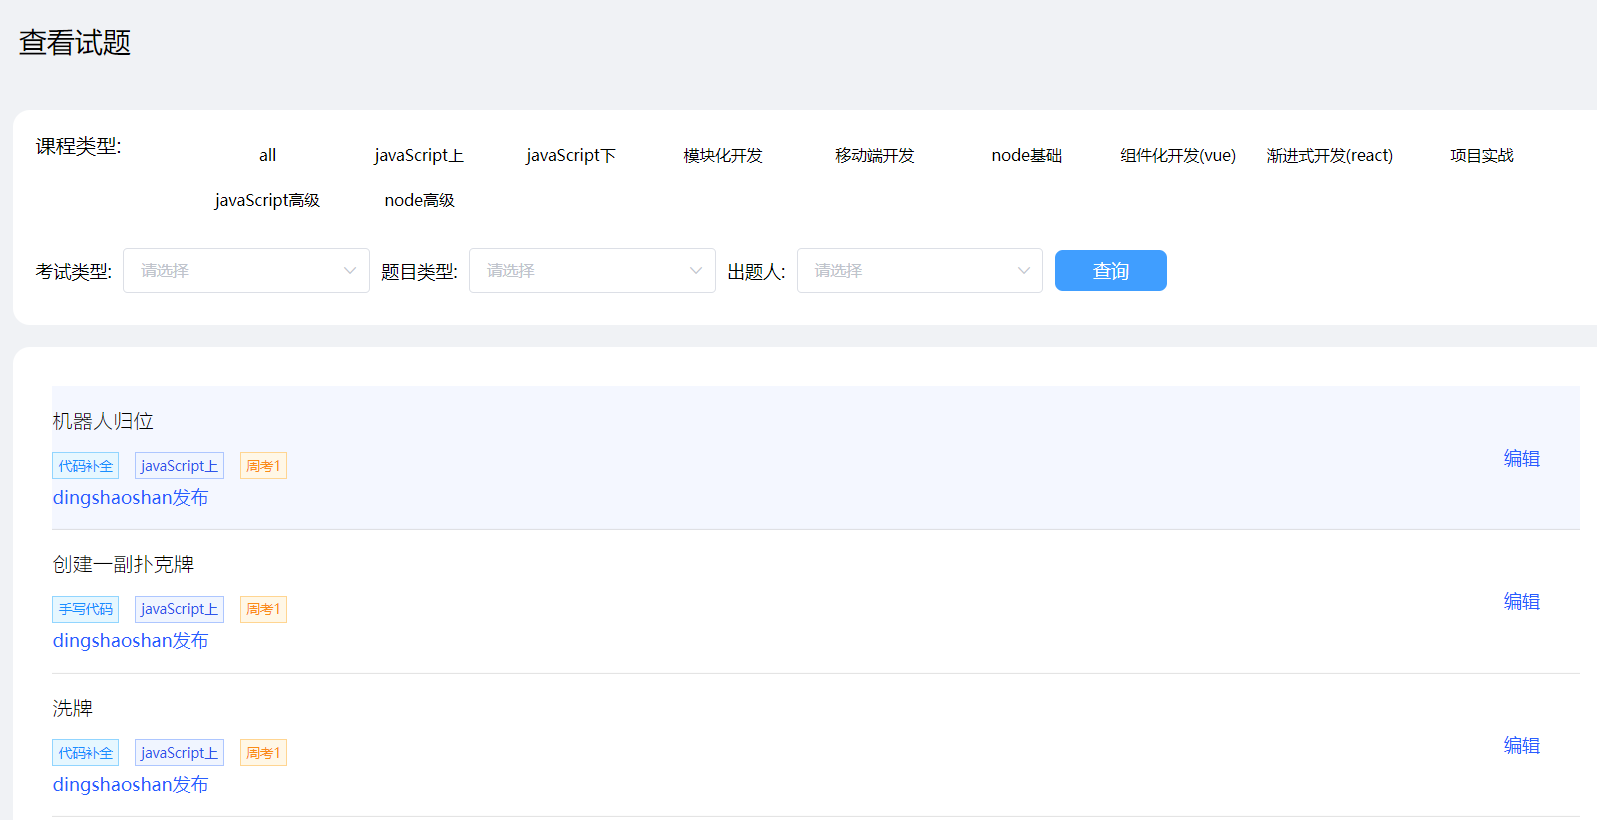 查看试题
课程类型: all javaScript上 javaScript下 模块化开发 移动端开发 node基础 组件化开发(vue) 渐进式开发(react) 项目实战
javaScript高级 node高级
考试类型: 请选择 题目类型: 请选择 出题人: 请选择 查询
机器人归位
代码补全 javaScript上 周考1
编辑
dingshaoshan发布
创建一副扑克牌
手写代码 javaScript上 周考1
编辑
dingshaoshan发布
洗牌
代码补全 javaScript上 周考1
编辑
dingshaoshan发布